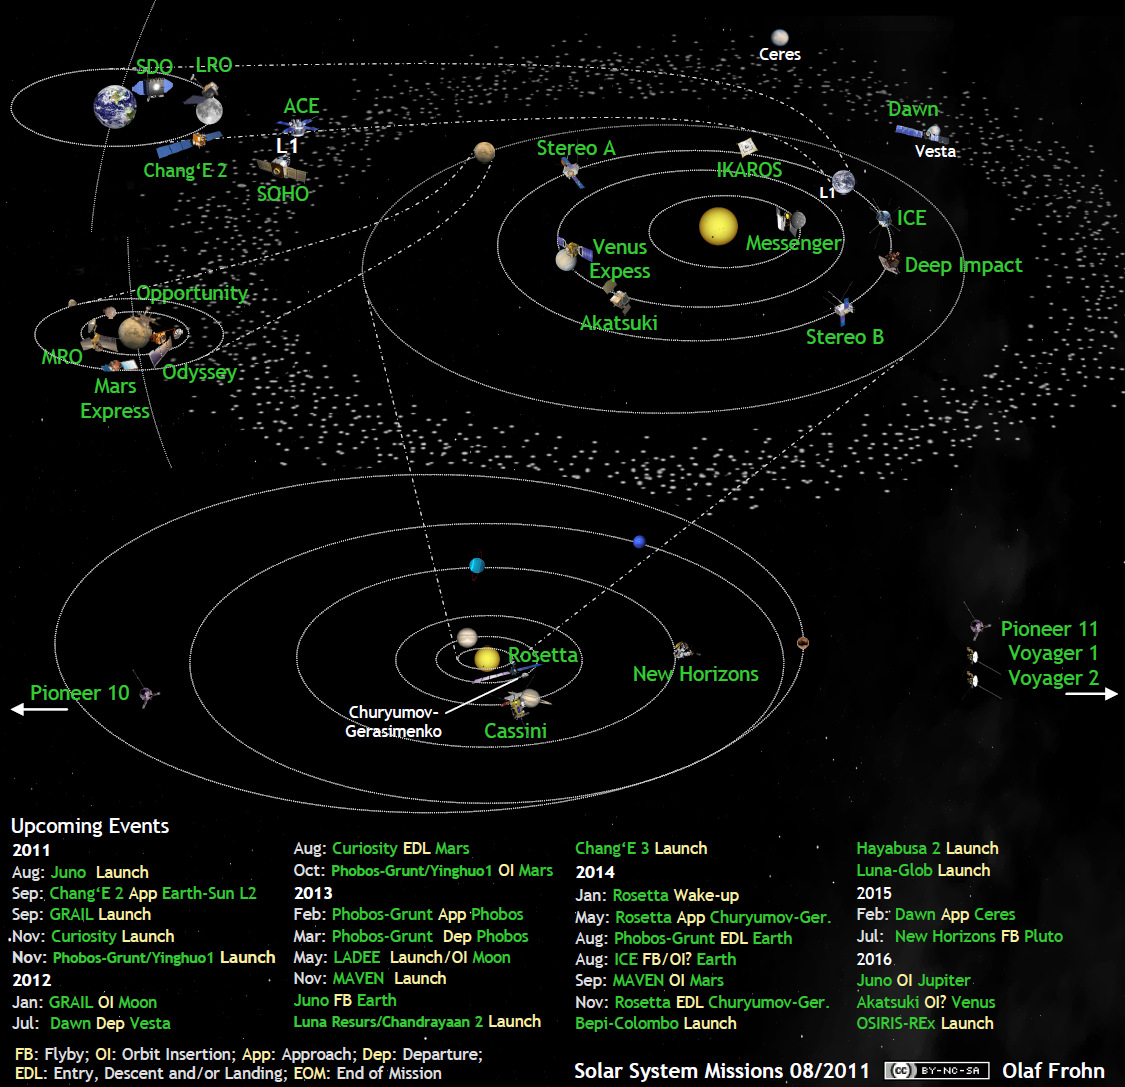 Ceres
SDO
LRO
ACE
L1
Chang‘E 2
SOHO
Dawn
Vesta
Stereo A
IKAROS
L1
ICE
Messenger
Venus
Expess
Deep Impact
Akatsuki
Stereo B
Opportunity
MRO
Odyssey
Mars
Express
Rosetta
New Horizons
Pioneer 11
Voyager 1
Voyager 2
Pioneer 10
Churyumov-
Gerasimenko
Cassini
Upcoming Events
2011
Aug: Juno Launch
Sep: Chang‘E 2 App Earth-Sun L2
Sep: GRAIL Launch
Nov: Curiosity Launch
Nov: Phobos-Grunt/Yinghuo1 Launch
2012
Jan: GRAIL OI Moon
Jul: Dawn Dep Vesta
Aug: Curiosity EDL Mars
Oct: Phobos-Grunt/Yinghuo1 OI Mars
2013
Feb: Phobos-Grunt App Phobos
Mar: Phobos-Grunt Dep Phobos
May: LADEE Launch/OI Moon
Nov: MAVEN Launch
Juno FB Earth
Luna Resurs/Chandrayaan 2 Launch
Chang‘E 3 Launch
2014
Jan: Rosetta Wake-up
May: Rosetta App Churyumov-Ger.
Aug: Phobos-Grunt EDL Earth
Aug: ICE FB/OI? Earth
Sep: MAVEN OI Mars
Nov: Rosetta EDL Churyumov-Ger.
Bepi-Colombo Launch
Hayabusa 2 Launch
Luna-Glob Launch
2015
Feb: Dawn App Ceres
Jul: New Horizons FB Pluto
2016
Juno OI Jupiter
Akatsuki OI? Venus
OSIRIS-REx Launch
FB: Flyby; OI: Orbit Insertion; App: Approach; Dep: Departure;
EDL: Entry, Descent and/or Landing; EOM: End of Mission
Solar System Missions 08/2011 cc BY-NC-SA Olaf Frohn